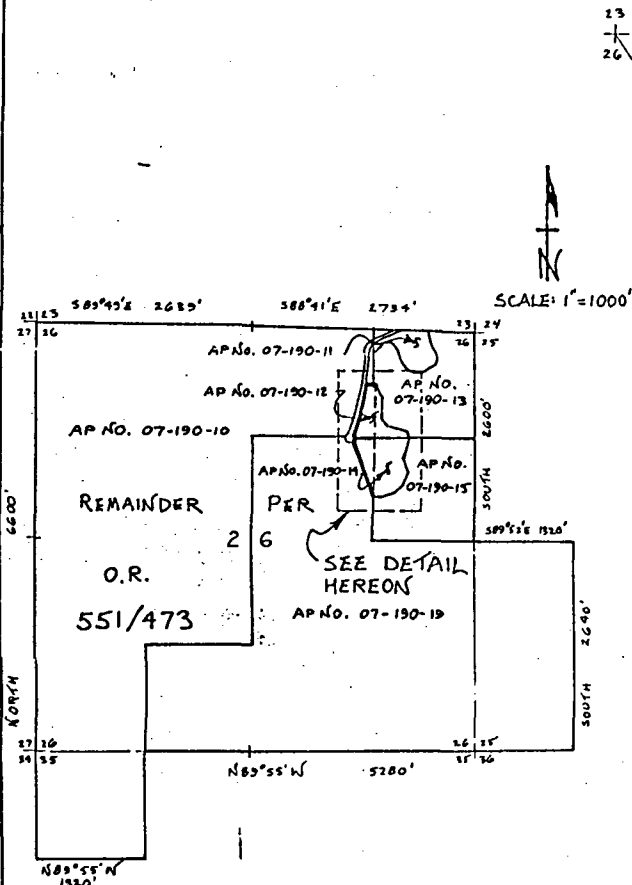 23
26
N
SCALE: 1"=1000'
22 23
27 26
S89°49'E 2639'
S88°41'E 2734'
23 24
26 25
AP NO. 07-190-11
AP NO. 07-190-12
AP NO.
07-190-13
AP NO. 07-190-10
2600'
SOUTH
AP NO. 07-190-14
AP NO.
07-190-15
6600'
NORTH
REMAINDER PER
26
O.R.
551/473
SEE DETAIL
HEREON
AP NO. 07-190-19
S89°52'E 1320'
2640'
SOUTH
27 26
34 35
26 25
35 36
N89°55'W 5280'
N89°55'W
1320'